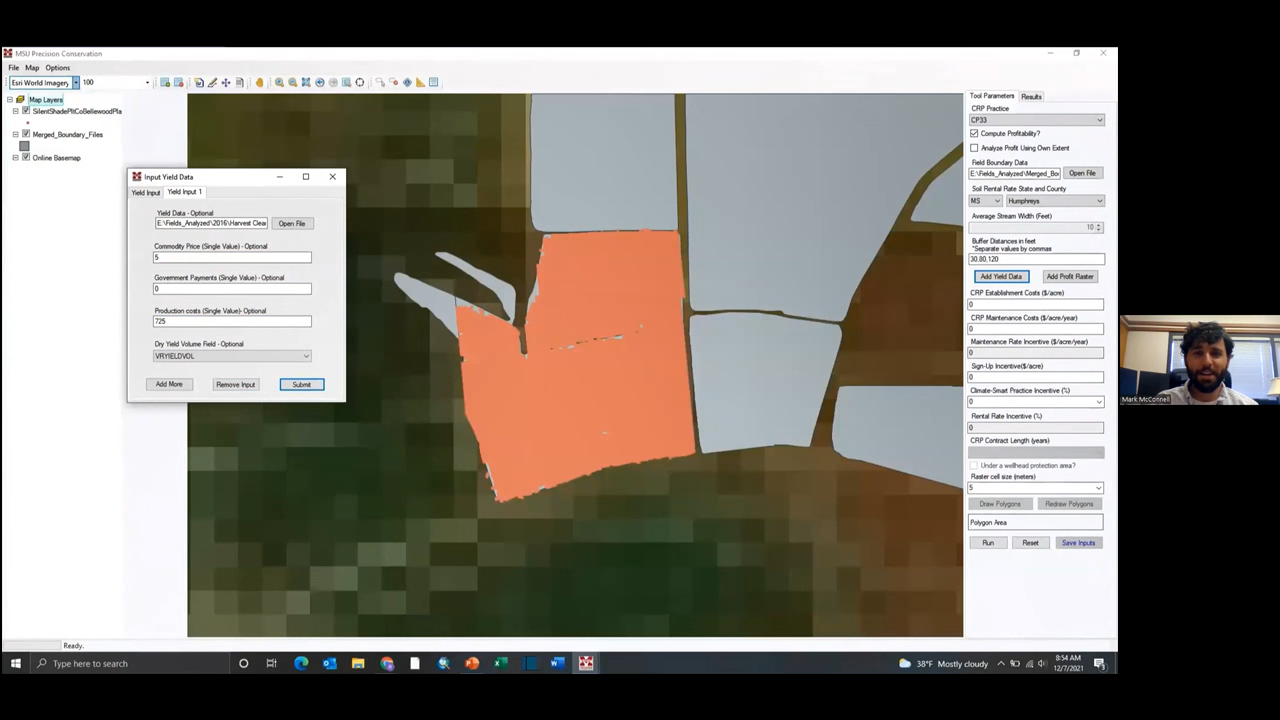 MSU Precision Conservation
File Map Options
Esri World Imagery 100
Map Layers
SilentShadePltCoBellewoodPla
Merged_Boundary_Files
Online Basemap
Input Yield Data
Yield Input Yield Input 1
Yield Data - Optional
E:\Fields_Analyzed\2016\Harvest Clea Open File
Commodity Price (Single Value) - Optional
5
Government Payments (Single Value) - Optional
0
Production costs (Single Value)- Optional
725
Dry Yield Volume Field - Optional
VRYIELDVOL
Add More Remove Input Submit
Tool Parameters Results
CRP Practice
CP33
Compute Profitability?
Analyze Profit Using Own Extent
Field Boundary Data
E:\Fields_Analyzed\Merged_Bo Open File
Soil Rental Rate State and County
MS Humphreys
Average Stream Width (Feet)
10
Buffer Distances in feet
*Separate values by commas
30,80,120
Add Yield Data Add Profit Raster
CRP Establishment Costs ($/acre)
0
CRP Maintenance Costs ($/acre/year)
0
Maintenance Rate Incentive ($/acre/year)
0
Sign-Up Incentive($/acre)
0
Climate-Smart Practice Incentive (%)
0
Rental Rate Incentive (%)
0
CRP Contract Length (years)
Under a wellhead protection area?
Raster cell size (meters)
5
Draw Polygons Redraw Polygons
Polygon Area
Run Reset Save Inputs
Mark McConnell
Ready.
Type here to search
38°F Mostly cloudy
8:54 AM
12/7/2021